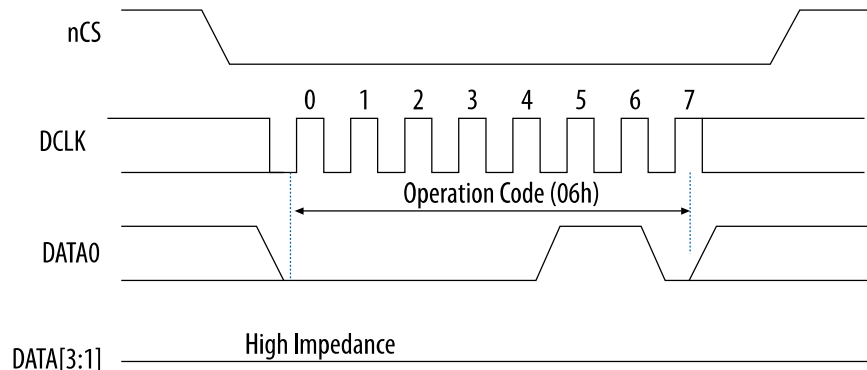 nCS
0 1 2 3 4 5 6 7
DCLK
Operation Code (06h)
DATA0
High Impedance
DATA[3:1]